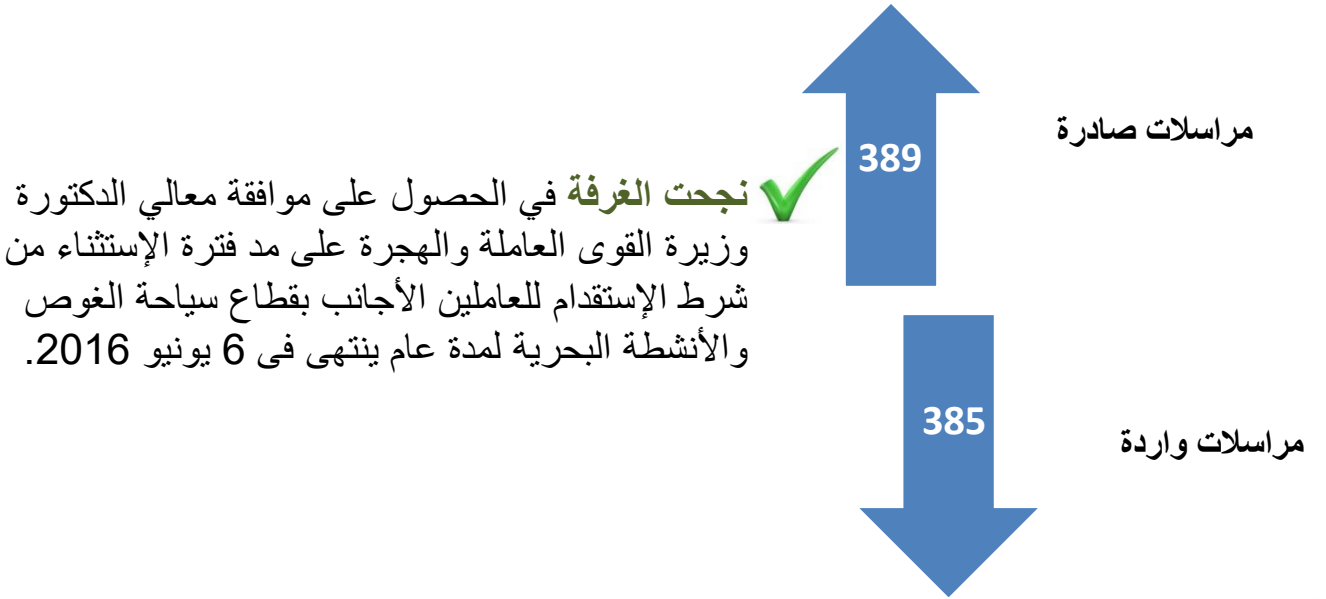 مراسلات صادرة
389
نجحت الغرفة في الحصول على موافقة معالي الدكتورة
وزيرة القوى العاملة والهجرة على مد فترة الإستثناء من
شرط الإستقدام للعاملين الأجانب بقطاع سياحة الغوص
والأنشطة البحرية لمدة عام ينتهى فى 6 يونيو 2016.
مراسلات واردة
385